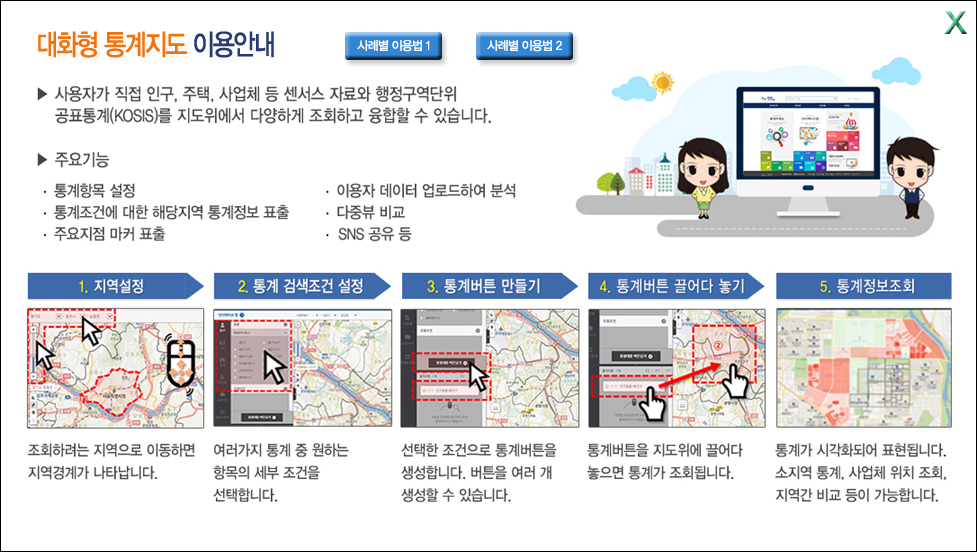 X
대화형 통계지도 이용안내
사례별 이용법 1
사례별 이용법 2
▶ 사용자가 직접 인구, 주택, 사업체 등 센서스 자료와 행정구역단위
공표통계(KOSIS)를 지도위에서 다양하게 조회하고 융합할 수 있습니다.
▶ 주요기능
· 통계항목 설정
· 통계조건에 대한 해당지역 통계정보 표출
· 주요지점 마커 표출
· 이용자 데이터 업로드하여 분석
· 다중뷰 비교
· SNS 공유 등
1. 지역설정
2. 통계 검색조건 설정
3. 통계버튼 만들기
4. 통계버튼 끌어다 놓기
5. 통계정보조회
②
조회하려는 지역으로 이동하면
지역경계가 나타납니다.
여러가지 통계 중 원하는
항목의 세부 조건을
선택합니다.
선택한 조건으로 통계버튼을
생성합니다. 버튼을 여러 개
생성할 수 있습니다.
통계버튼을 지도위에 끌어다
놓으면 통계가 조회됩니다.
통계가 시각화되어 표현됩니다.
소지역 통계, 사업체 위치 조회,
지역간 비교 등이 가능합니다.